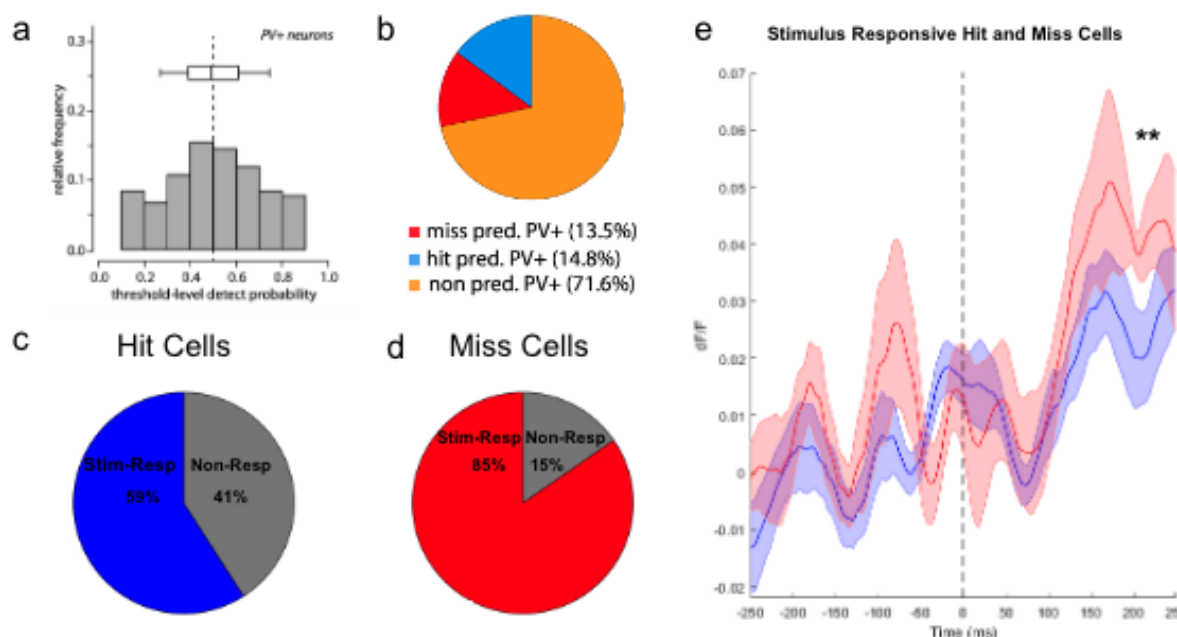 a
PV+ neurons
0.3
0.2
0.1
0.0
relative frequency
0.0 0.2 0.4 0.6 0.8 1.0
threshold-level detect probability
b
miss pred. PV+ (13.5%)
hit pred. PV+ (14.8%)
non pred. PV+ (71.6%)
c
Hit Cells
Stim-Resp
59%
Non-Resp
41%
d
Miss Cells
Stim-Resp
85%
Non-Resp
15%
e
Stimulus Responsive Hit and Miss Cells
0.07
0.06
0.05
0.04
0.03
0.02
0.01
0
-0.01
-0.02
dF/F
**
-250 -200 -150 -100 -50 0 50 100 150 200 25
Time (ms)